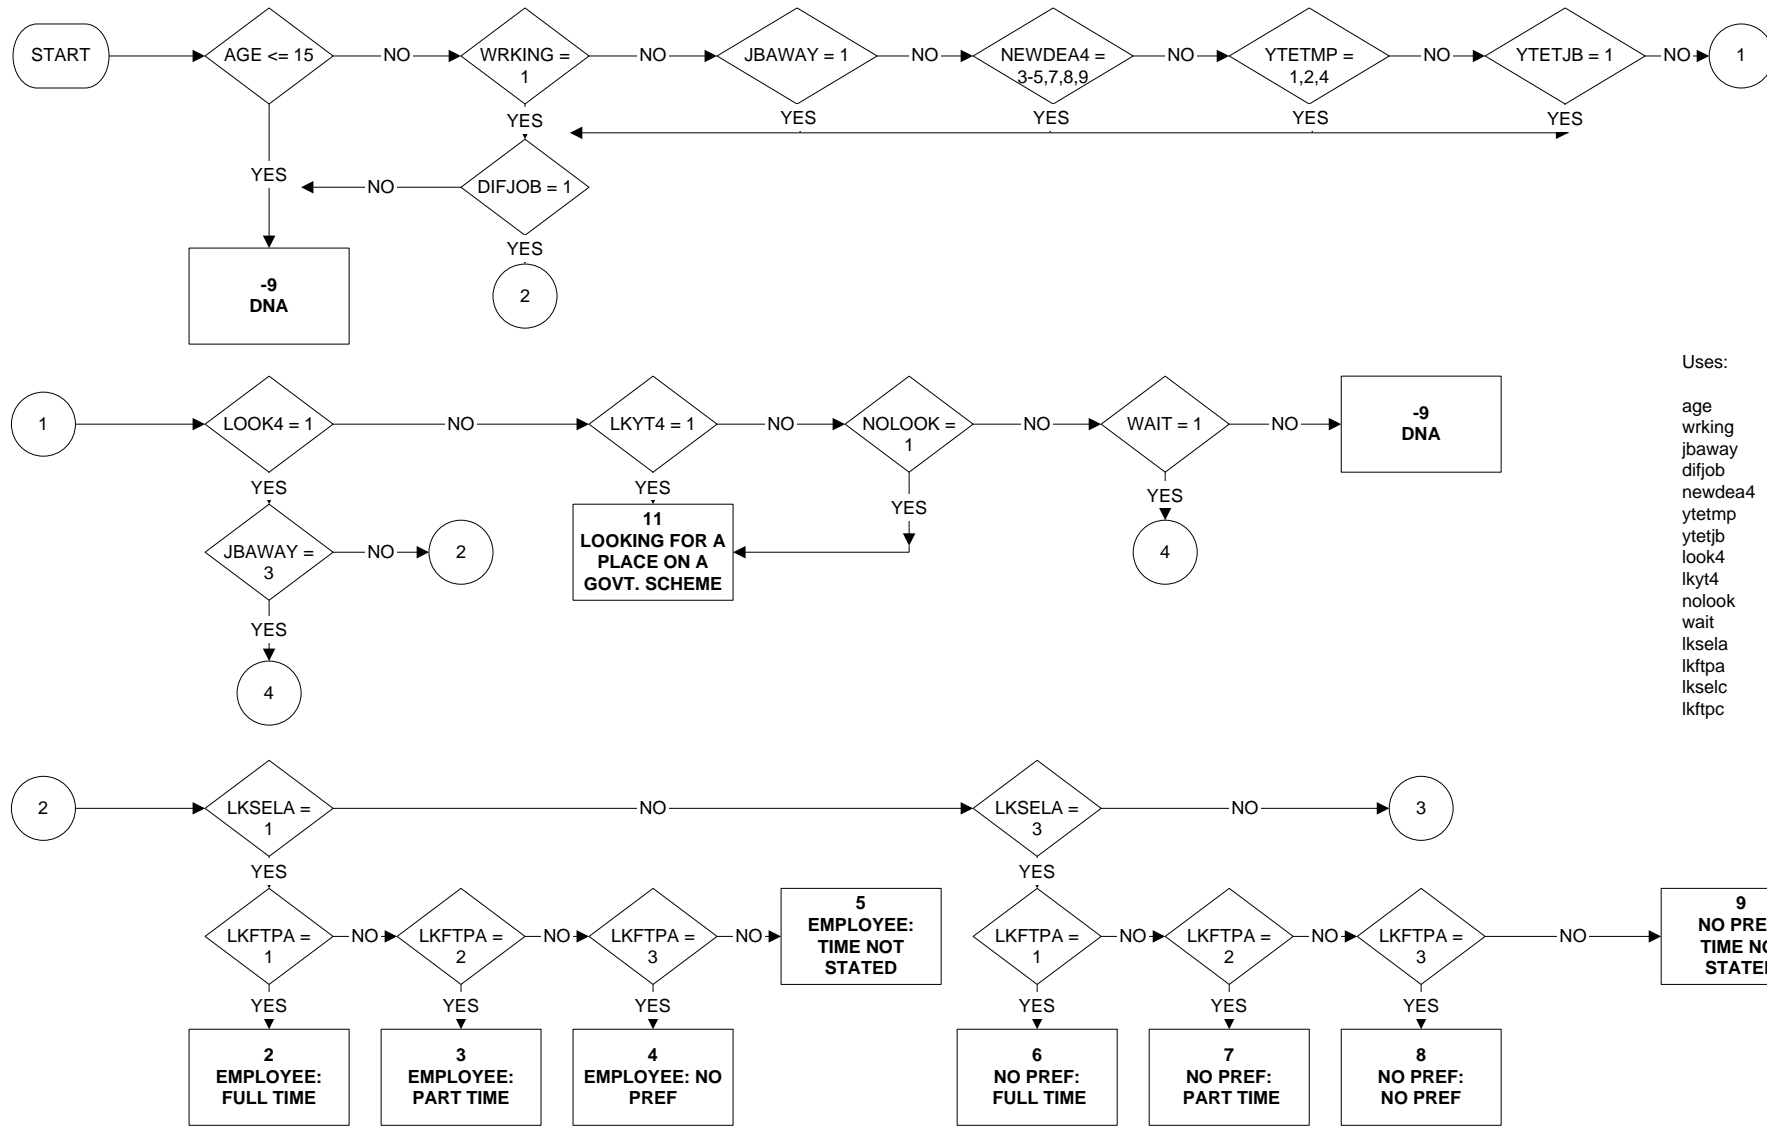 START
AGE <= 15
NO
WRKING =
1
NO
JBAWAY = 1
NO
NEWDEA4 =
3-5,7,8,9
NO
YTETMP =
1,2,4
NO
YTETJB = 1
NO
1
YES
YES
YES
YES
YES
YES
DIFJOB = 1
NO
YES
2
-9
DNA
1
LOOK4 = 1
NO
LKYT4 = 1
NO
NOLOOK =
1
NO
WAIT = 1
NO
-9
DNA
YES
YES
YES
YES
JBAWAY =
3
NO
2
11
LOOKING FOR A
PLACE ON A
GOVT. SCHEME
4
YES
4
Uses:
age
wrking
jbaway
difjob
newdea4
ytetmp
ytetjb
look4
lkyt4
nolook
wait
lksela
lkftpa
lkselc
lkftpc
2
LKSELA =
1
NO
LKSELA =
3
NO
3
YES
YES
LKFTPA =
1
NO
LKFTPA =
2
NO
LKFTPA =
3
NO
5
EMPLOYEE:
TIME NOT
STATED
LKFTPA =
1
NO
LKFTPA =
2
NO
LKFTPA =
3
NO
9
NO
TIME
YES
YES
YES
YES
YES
YES
2
EMPLOYEE:
FULL TIME
3
EMPLOYEE:
PART TIME
4
EMPLOYEE: NO
PREF
6
NO PREF:
FULL TIME
7
NO PREF:
PART TIME
8
NO PREF:
NO PREF